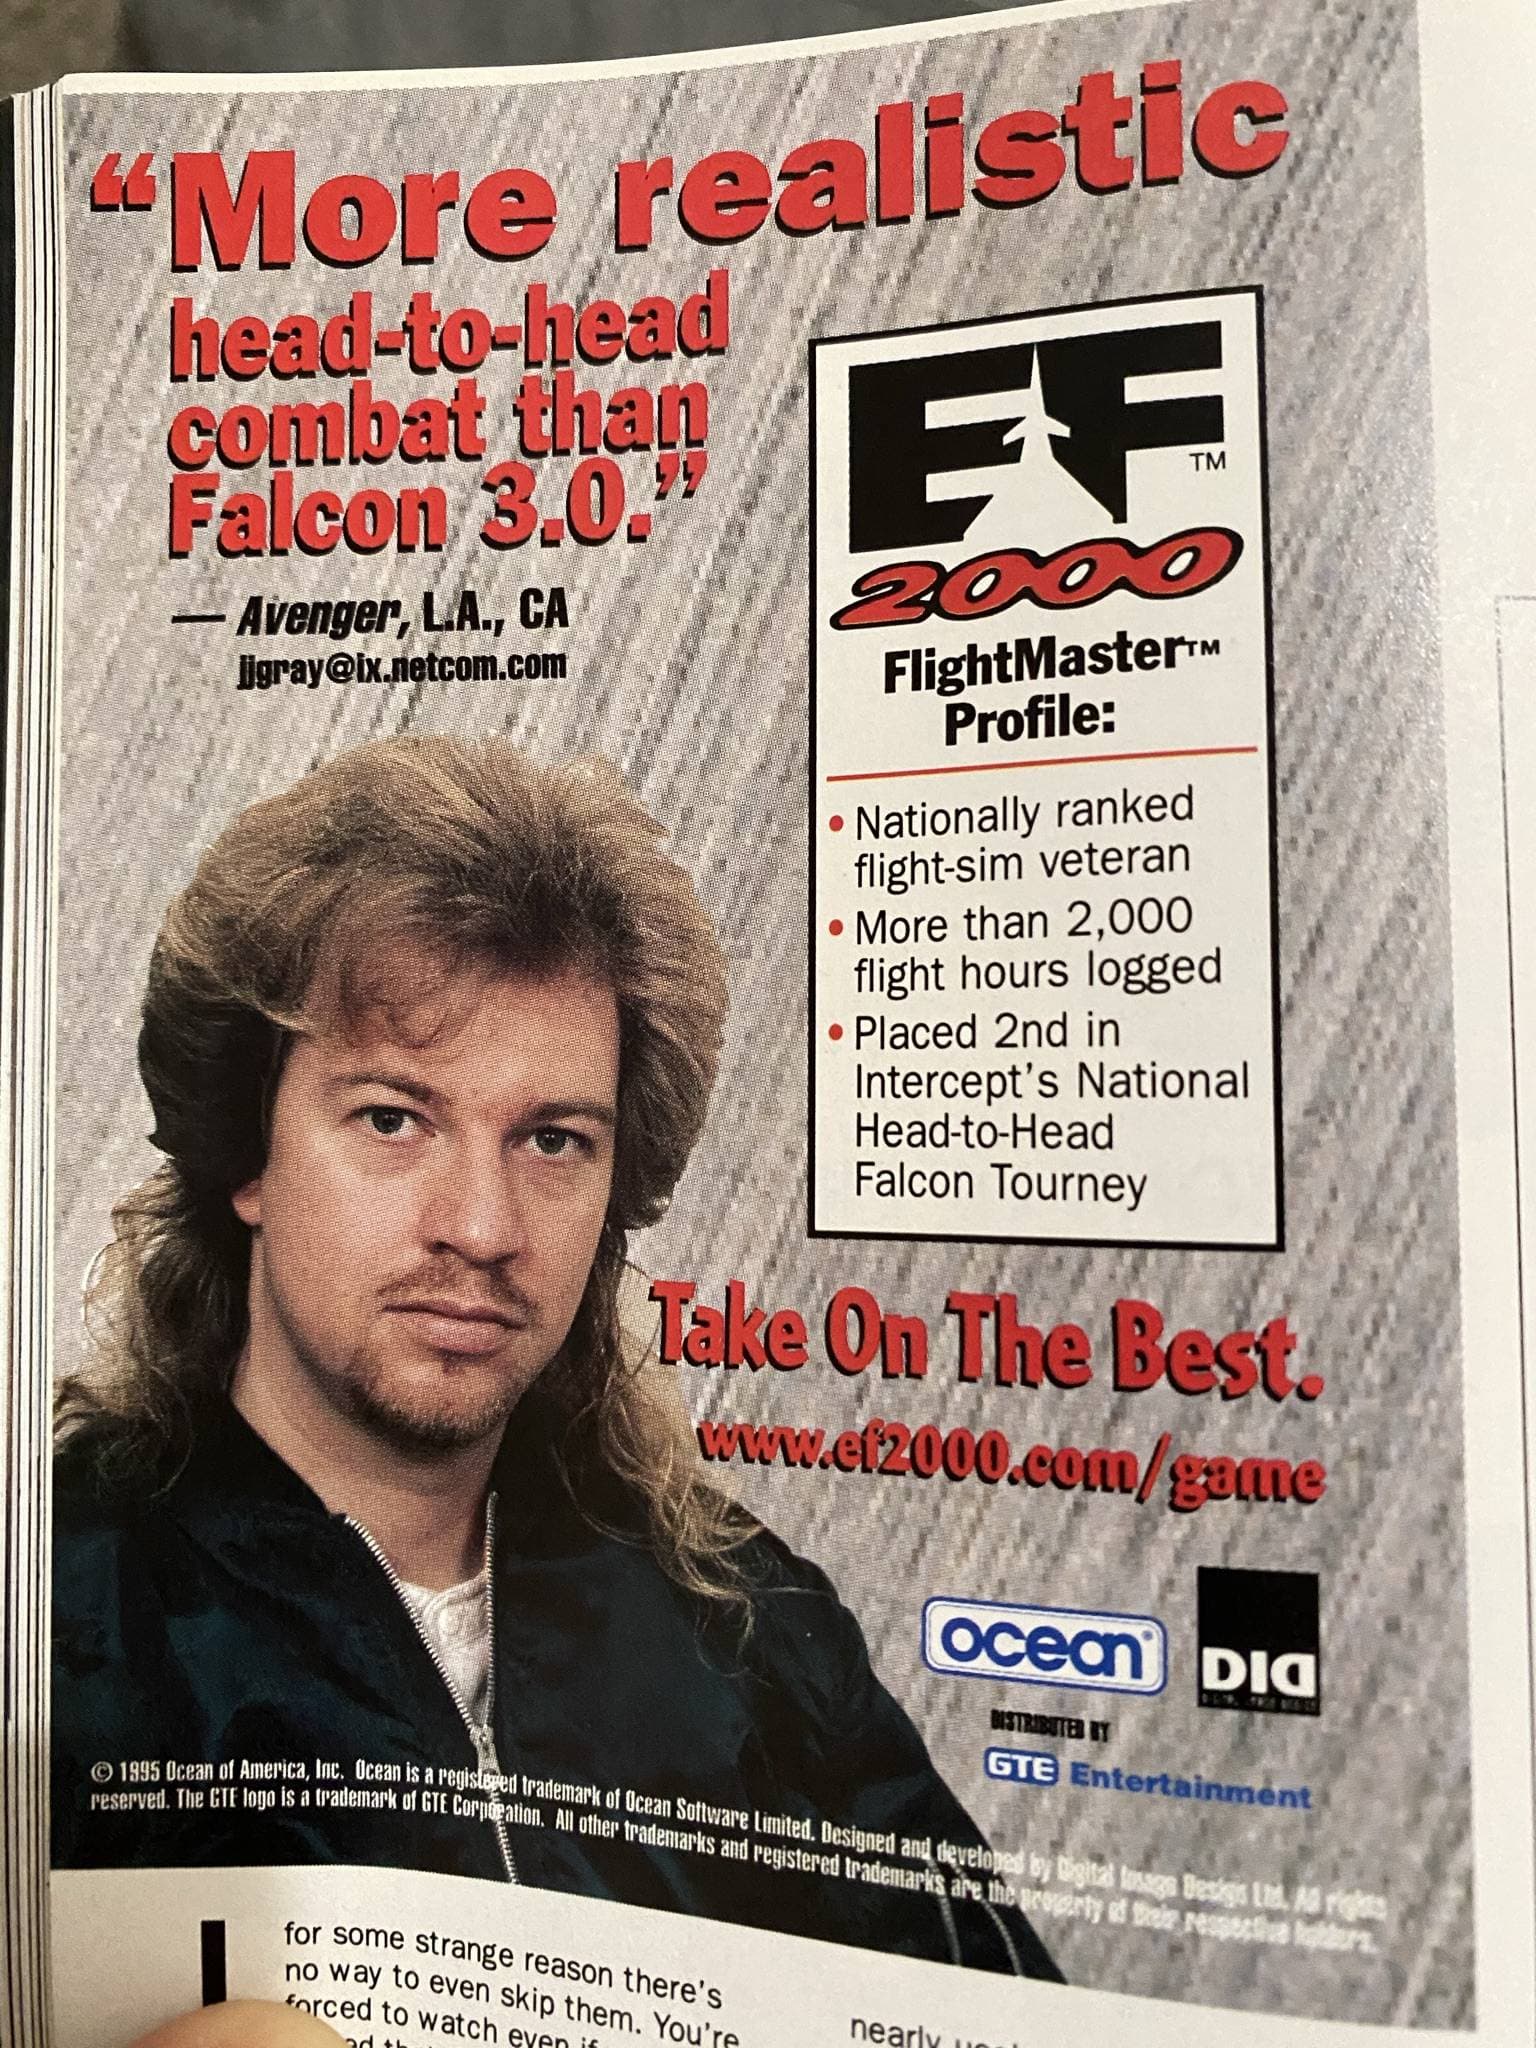 “More realistic
head-to-head
combat than
Falcon 3.0.”
— Avenger, L.A., CA
jjgray@ix.netcom.com
EF
TM
2000
FlightMaster™
Profile:
• Nationally ranked
flight-sim veteran
• More than 2,000
flight hours logged
• Placed 2nd in
Intercept's National
Head-to-Head
Falcon Tourney
Take On The Best.
www.ef2000.com/game
ocean®
DID
DISTRIBUTED BY
GTE Entertainment
© 1995 Ocean of America, Inc. Ocean is a registered trademark of Ocean Software Limited. Designed and developed by Digital Image Design Ltd. All rights
reserved. The GTE logo is a trademark of GTE Corporation. All other trademarks and registered trademarks are the property of their respective holders.
for some strange reason there's
no way to even skip them. You're
forced to watch even if
nearly